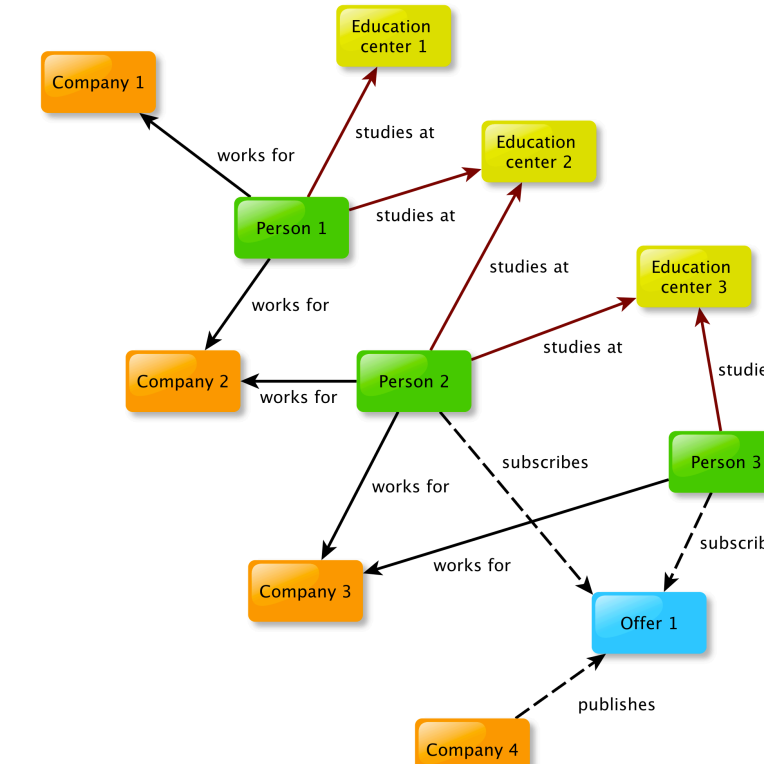 Education
center 1
Company 1
studies at
works for
Education
center 2
studies at
Person 1
studies at
Education
center 3
works for
studies at
Company 2
Person 2
works for
subscribes
Person 3
works for
works for
Company 3
Offer 1
publishes
Company 4